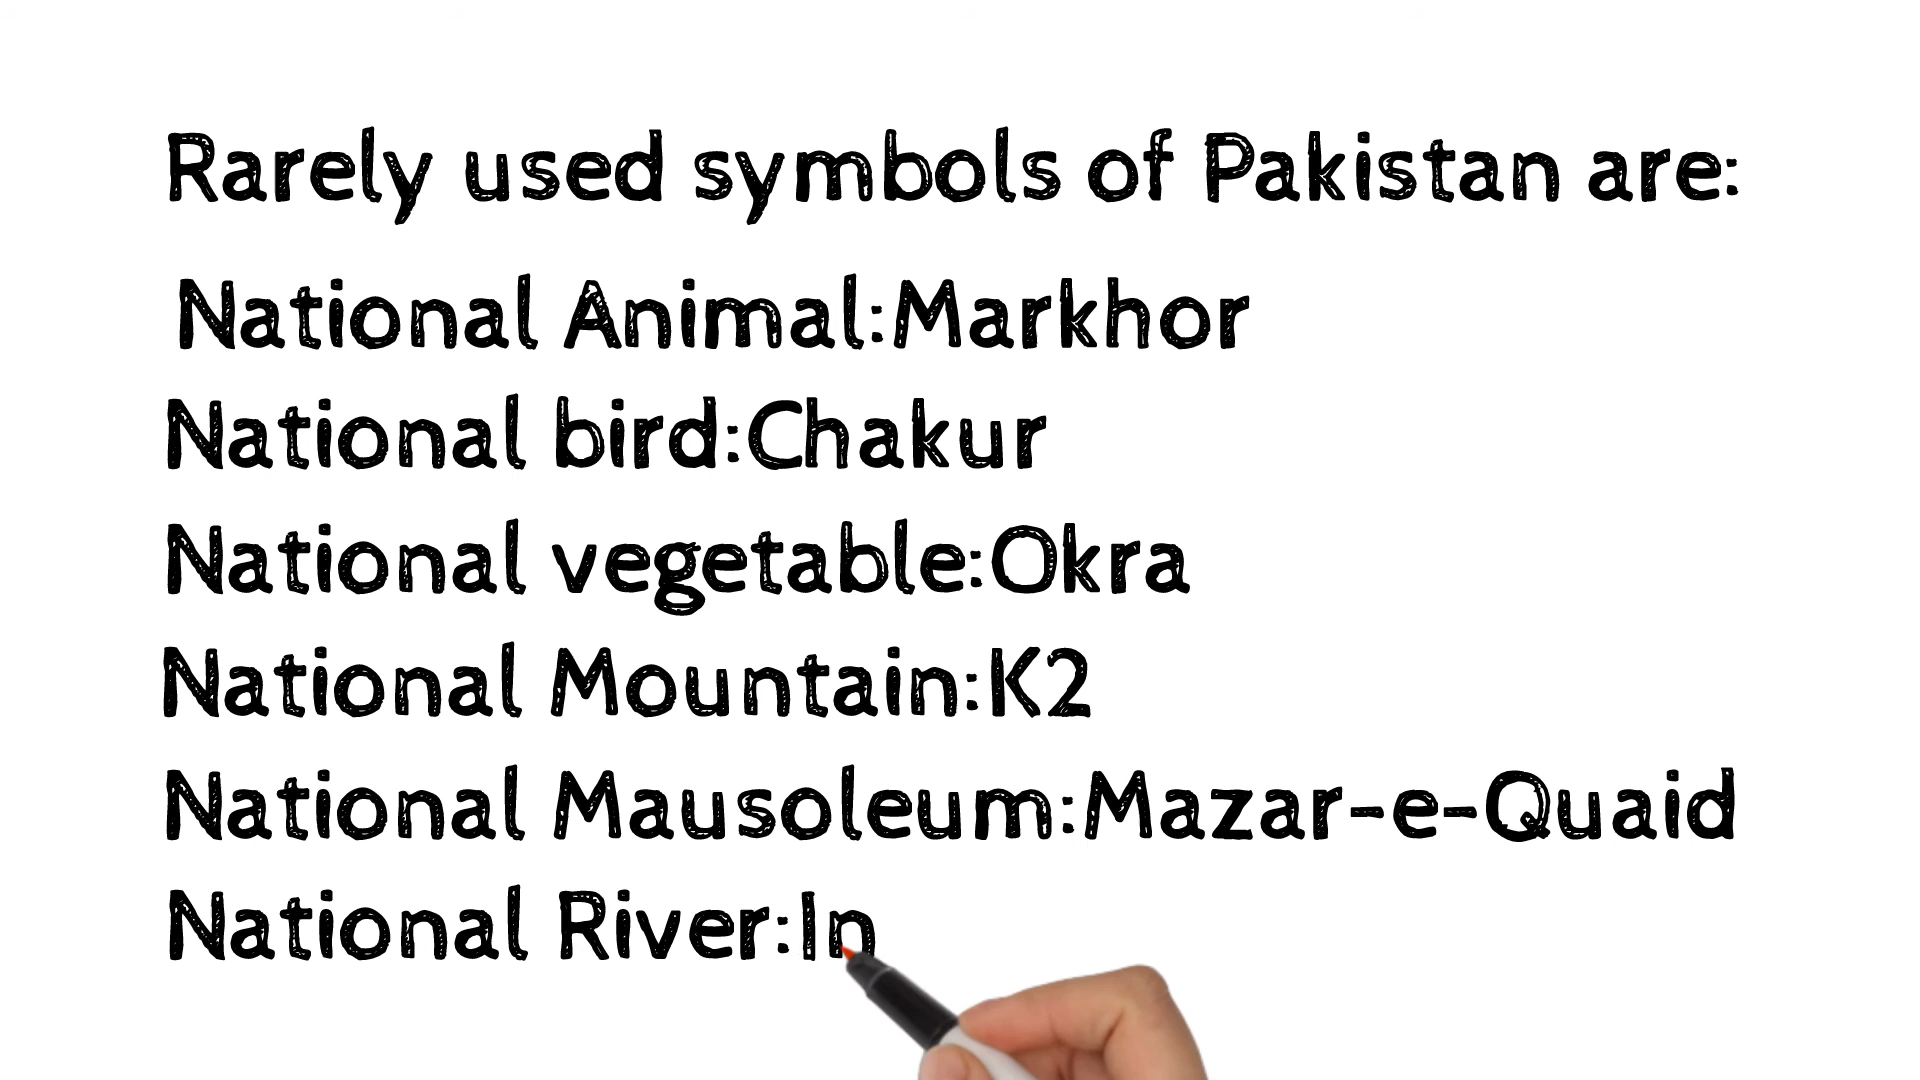 Rarely used symbols of Pakistan are:
National Animal:Markhor
National bird:Chakur
National vegetable:Okra
National Mountain:K2
National Mausoleum:Mazar-e-Quaid
National River:In